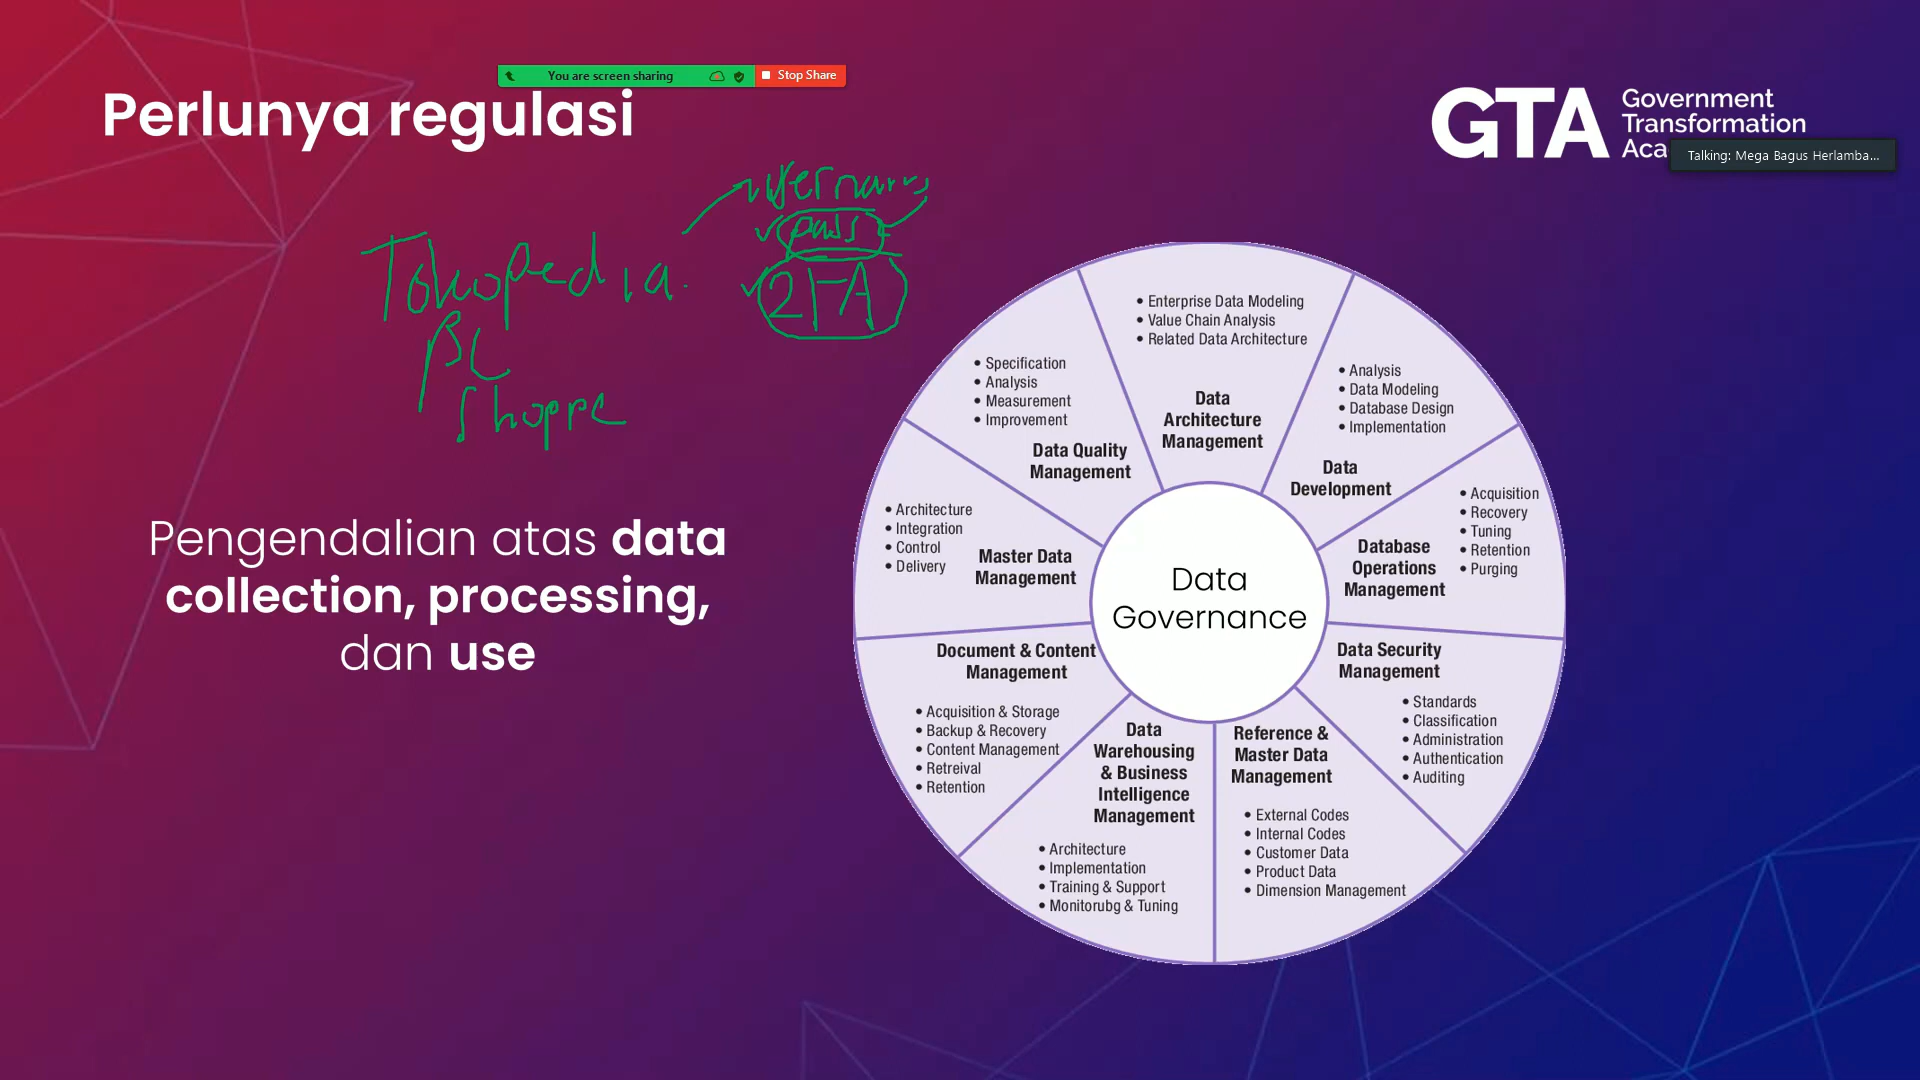 You are screen sharing
Stop Share
Perlunya regulasi
GTA Government
Transformation
Aca
Talking: Mega Bagus Herlamba...
pass
2FA
Tokopedia.
BL
Shoppe
Pengendalian atas data
collection, processing,
dan use
Data
Governance
• Enterprise Data Modeling
• Value Chain Analysis
• Related Data Architecture
Data
Architecture
Management
• Analysis
• Data Modeling
• Database Design
• Implementation
Data
Development
• Acquisition
• Recovery
• Tuning
• Retention
• Purging
Database
Operations
Management
Data Security
Management
• Standards
• Classification
• Administration
• Authentication
• Auditing
Reference &
Master Data
Management
• External Codes
• Internal Codes
• Customer Data
• Product Data
• Dimension Management
Data
Warehousing
& Business
Intelligence
Management
• Architecture
• Implementation
• Training & Support
• Monitorubg & Tuning
Document & Content
Management
• Acquisition & Storage
• Backup & Recovery
• Content Management
• Retreival
• Retention
• Architecture
• Integration
• Control
• Delivery
Master Data
Management
• Specification
• Analysis
• Measurement
• Improvement
Data Quality
Management